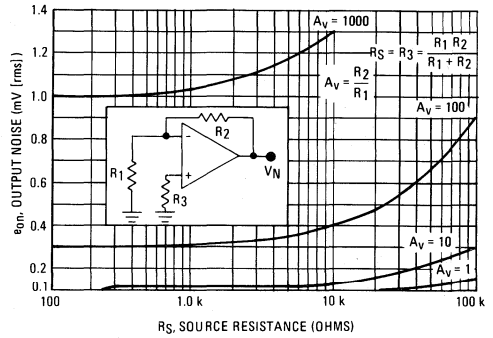 1.4
1.2
1.0
0.8
0.6
0.4
0.2
0.1
eon, OUTPUT NOISE (mV [rms])
AV = 1000
RS = R3 = R1 R2
R1 + R2
AV = R2
R1
AV = 100
AV = 10
AV = 1
R2
R1
R3
-
+
VN
100
1.0 k
10 k
100 k
RS, SOURCE RESISTANCE (OHMS)